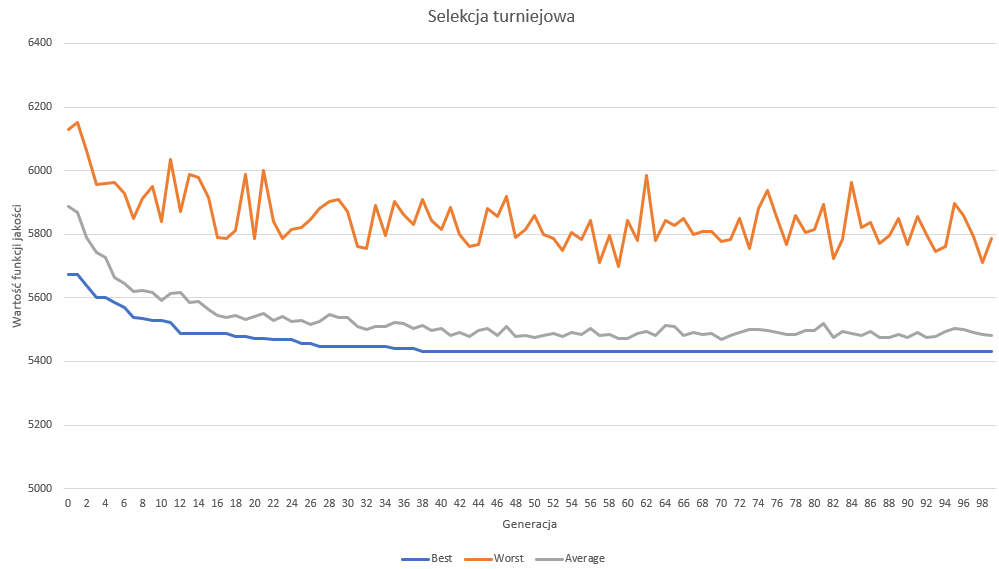 Selekcja turniejowa
6400
6200
6000
5800
5600
5400
5200
5000
Wartość funkcji jakości
0 2 4 6 8 10 12 14 16 18 20 22 24 26 28 30 32 34 36 38 40 42 44 46 48 50 52 54 56 58 60 62 64 66 68 70 72 74 76 78 80 82 84 86 88 90 92 94 96 98
Generacja
Best Worst Average